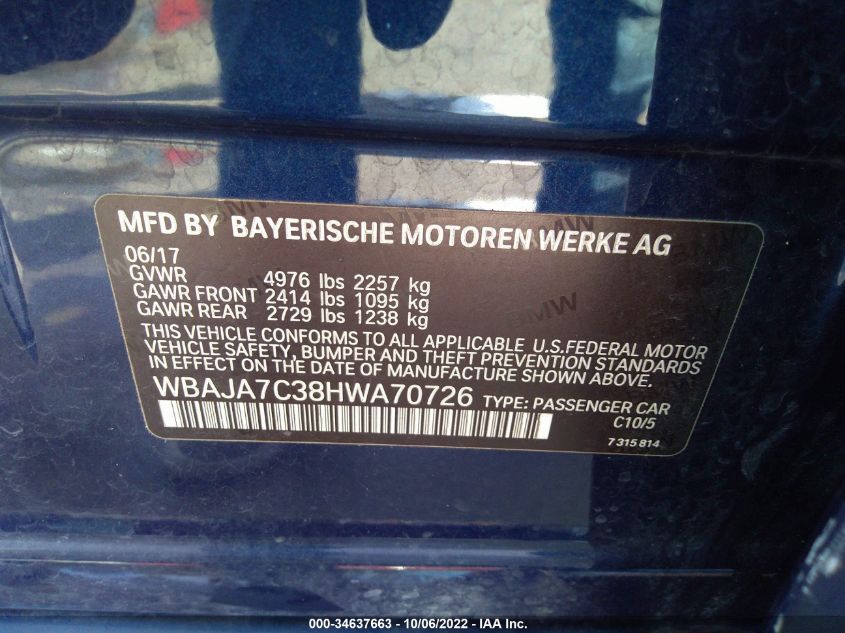 MFD BY BAYERISCHE MOTOREN WERKE AG
06/17
GVWR 4976 lbs 2257 kg
GAWR FRONT 2414 lbs 1095 kg
GAWR REAR 2729 lbs 1238 kg
THIS VEHICLE CONFORMS TO ALL APPLICABLE U.S.FEDERAL MOTOR
VEHICLE SAFETY, BUMPER AND THEFT PREVENTION STANDARDS
IN EFFECT ON THE DATE OF MANUFACTURE SHOWN ABOVE.
WBAJA7C38HWA70726 TYPE: PASSENGER CAR
C10/5
7315814
000-34637663 - 10/06/2022 - IAA Inc.